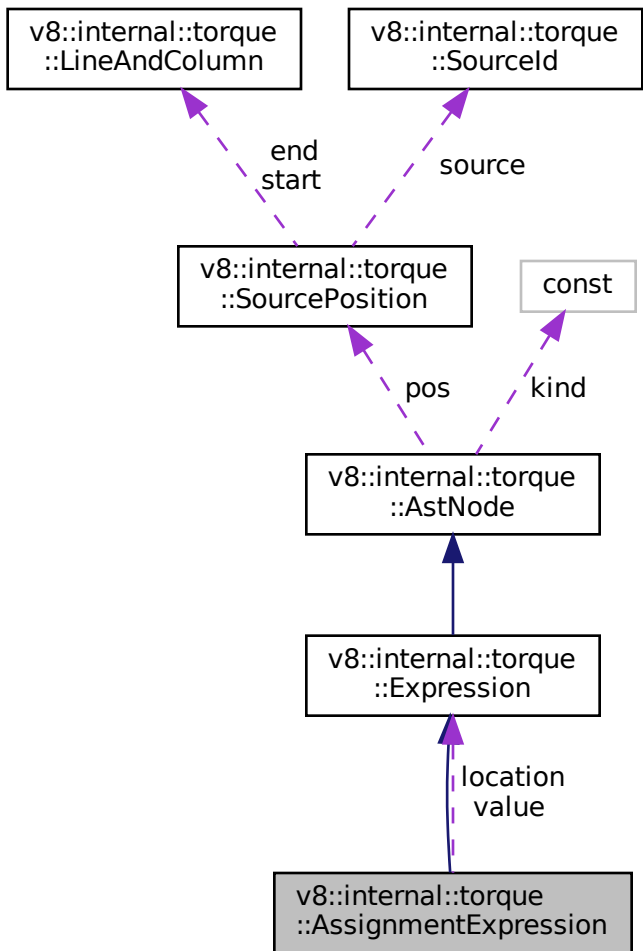 v8::internal::torque
::LineAndColumn
v8::internal::torque
::SourceId
end
start
source
v8::internal::torque
::SourcePosition
const
pos
kind
v8::internal::torque
::AstNode
v8::internal::torque
::Expression
location
value
v8::internal::torque
::AssignmentExpression